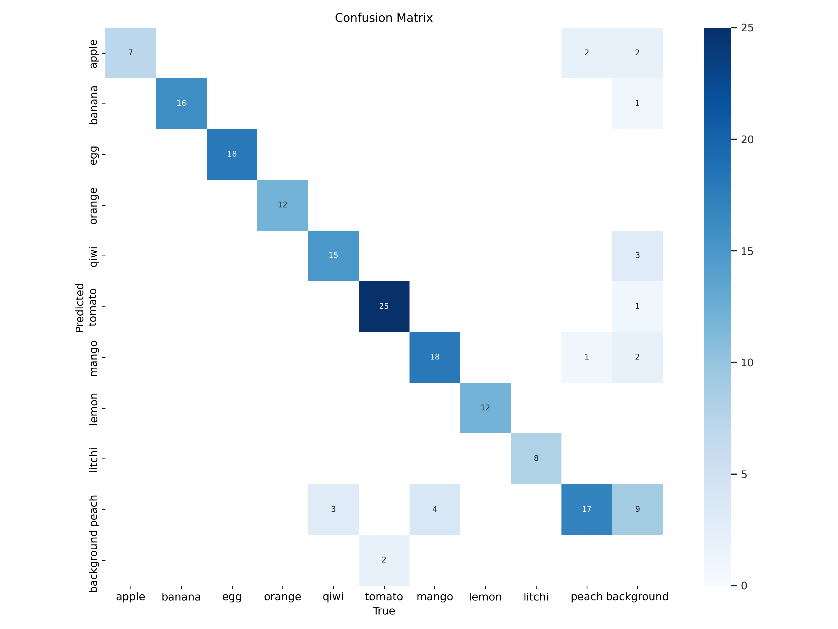 Confusion Matrix
apple 7 2 2
banana 16 1
egg 18
orange 12
qiwi 15 3
tomato 25 1
mango 18 1 2
lemon 12
litchi 8
peach 3 4 17 9
background 2
Predicted
apple banana egg orange qiwi tomato mango lemon litchi peach background
True
25
20
15
10
5
0